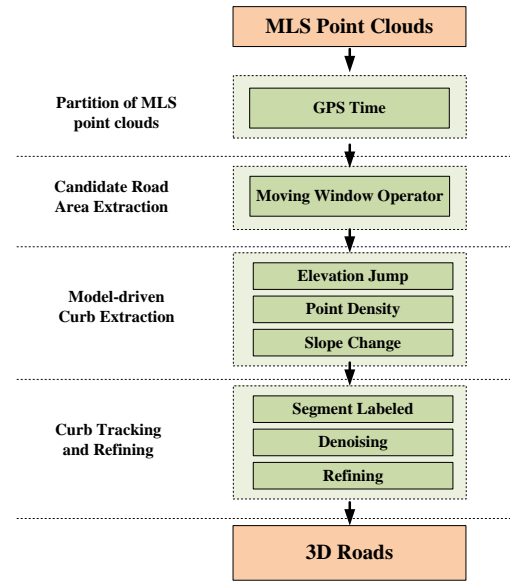 MLS Point Clouds
Partition of MLS
point clouds
GPS Time
Candidate Road
Area Extraction
Moving Window Operator
Model-driven
Curb Extraction
Elevation Jump
Point Density
Slope Change
Curb Tracking
and Refining
Segment Labeled
Denoising
Refining
3D Roads